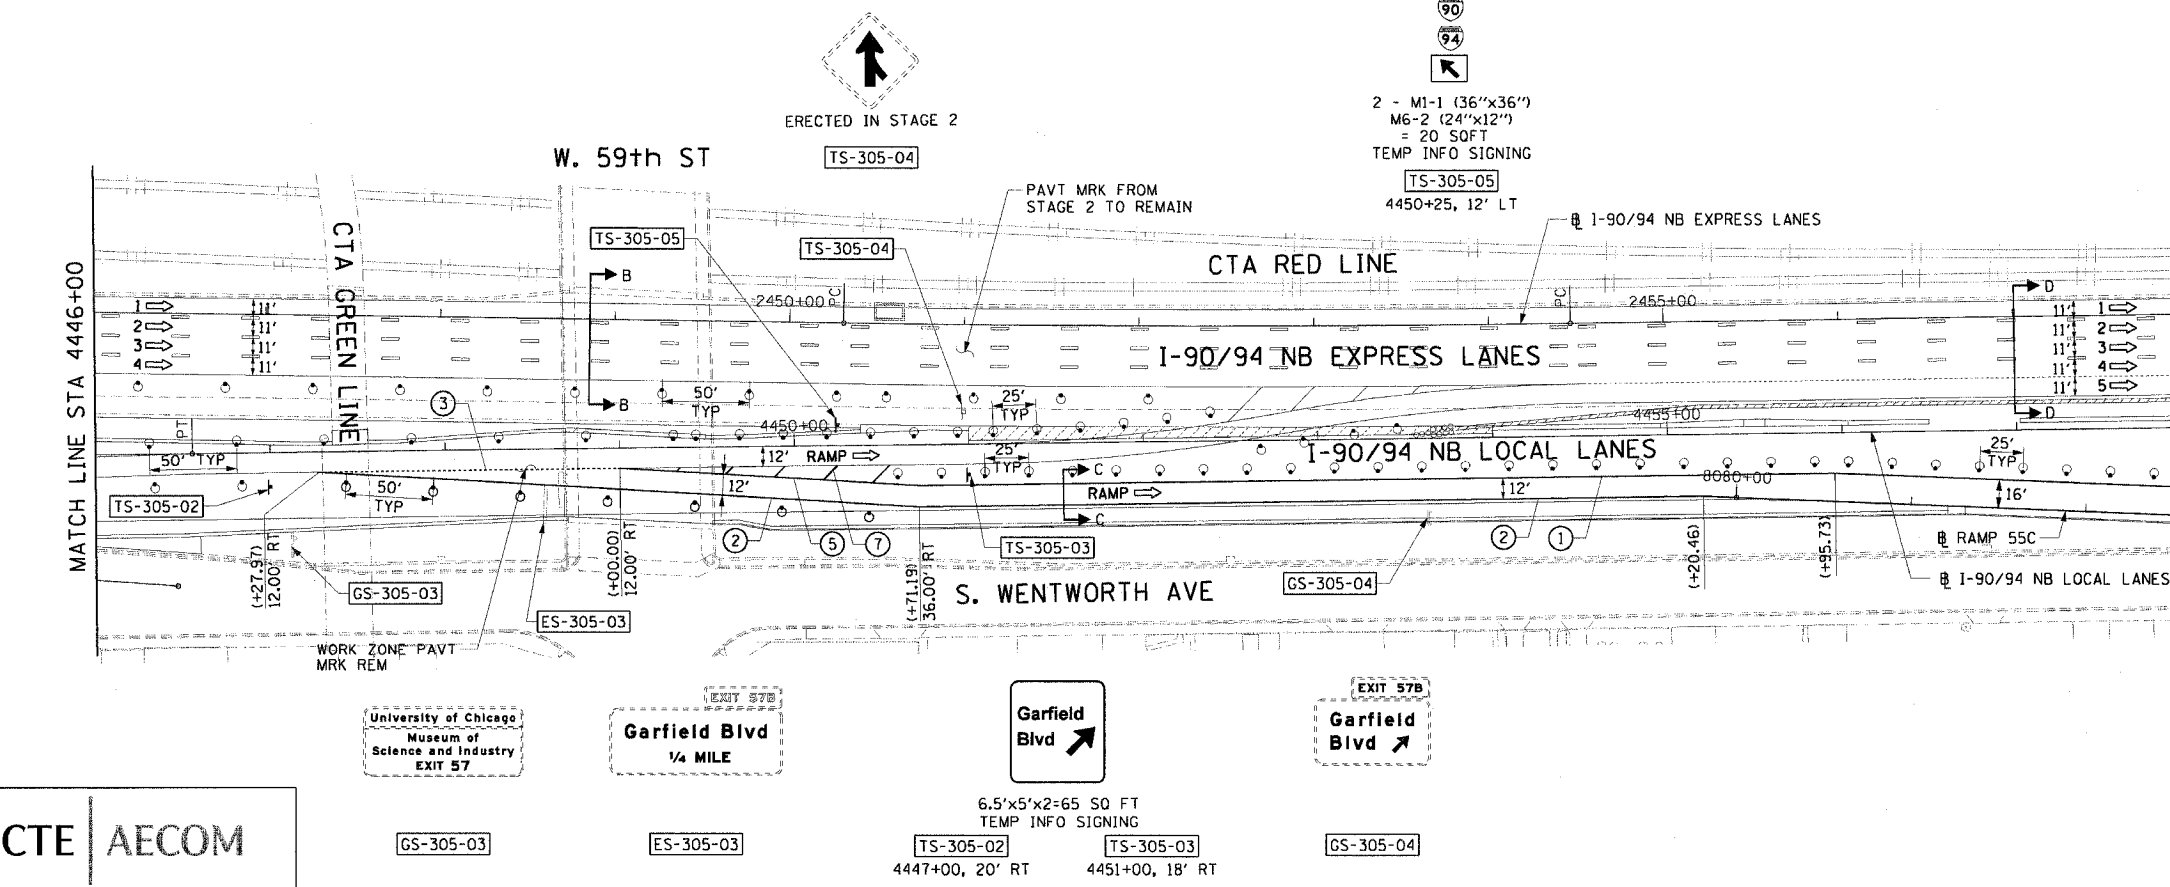 90
94
2 - M1-1 (36"x36")
M6-2 (24"x12")
= 20 SQFT
TEMP INFO SIGNING
TS-305-05
4450+25, 12' LT
ERECTED IN STAGE 2
TS-305-04
W. 59th ST
PAVT MRK FROM
STAGE 2 TO REMAIN
℄ I-90/94 NB EXPRESS LANES
CTA RED LINE
CTA GREEN LINE
MATCH LINE STA 4446+00
TS-305-05
TS-305-04
B
B
2450+00
PC
PC
2455+00
D
D
1
2
3
4
11'
11'
11'
11'
I-90/94 NB EXPRESS LANES
11'
11'
11'
11'
11'
1
2
3
4
5
3
50'
TYP
25'
TYP
4450+00
4455+00
PT
50' TYP
12'
RAMP
25'
TYP
I-90/94 NB LOCAL LANES
C
C
25'
TYP
TS-305-02
50'
TYP
12'
RAMP
12'
8080+00
16'
2
5
7
TS-305-03
2
1
℄ RAMP 55C
℄ I-90/94 NB LOCAL LANES
(+27.97)
12.00' RT
GS-305-03
ES-305-03
(+00.00)
12.00' RT
(+71.19)
36.00' RT
S. WENTWORTH AVE
GS-305-04
(+20.46)
(+95.73)
WORK ZONE PAVT
MRK REM
University of Chicago
Museum of
Science and Industry
EXIT 57
GS-305-03
EXIT 57B
Garfield Blvd
1/4 MILE
ES-305-03
Garfield
Blvd
6.5'x5'x2=65 SQ FT
TEMP INFO SIGNING
TS-305-02
4447+00, 20' RT
TS-305-03
4451+00, 18' RT
EXIT 57B
Garfield
Blvd
GS-305-04
CTE | AECOM